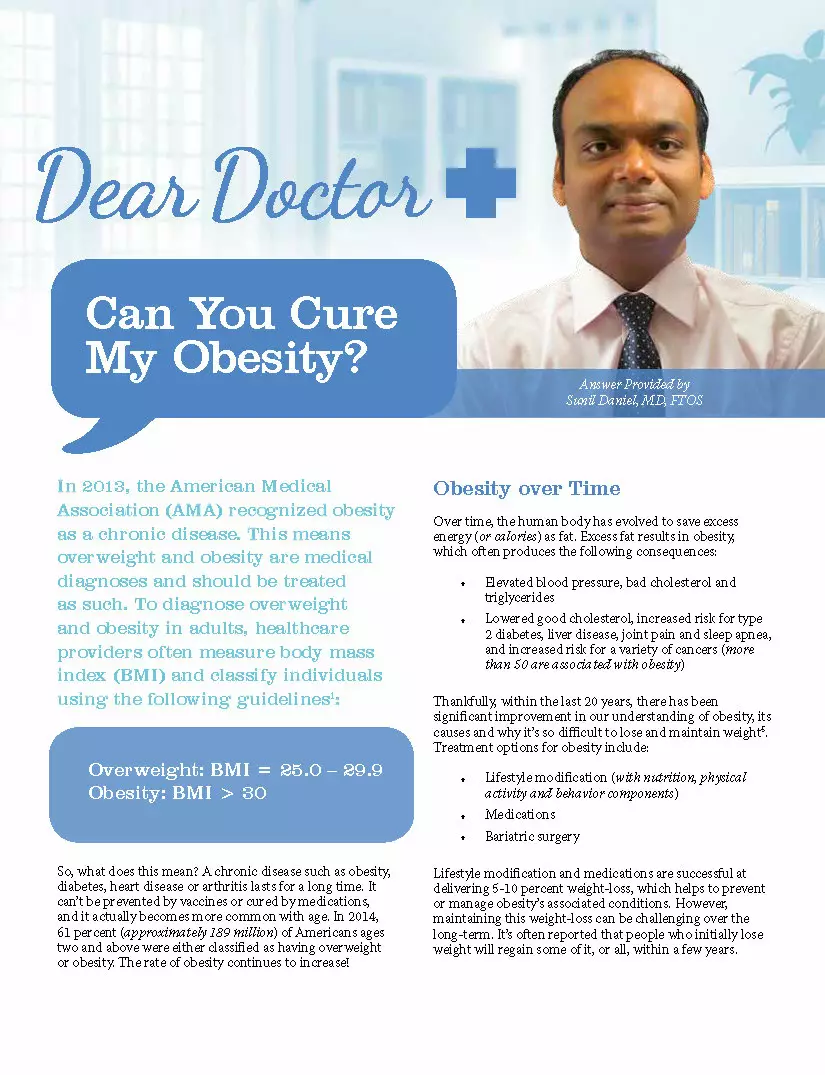 Dear Doctor
Can You Cure
My Obesity?
Answer Provided by
Sunil Daniel, MD, FTOS
In 2013, the American Medical
Association (AMA) recognized obesity
as a chronic disease. This means
overweight and obesity are medical
diagnoses and should be treated
as such. To diagnose overweight
and obesity in adults, healthcare
providers often measure body mass
index (BMI) and classify individuals
using the following guidelines¹:
Overweight: BMI = 25.0 – 29.9
Obesity: BMI > 30
So, what does this mean? A chronic disease such as obesity,
diabetes, heart disease or arthritis lasts for a long time. It
can't be prevented by vaccines or cured by medications,
and it actually becomes more common with age. In 2014,
61 percent (approximately 189 million) of Americans ages
two and above were either classified as having overweight
or obesity. The rate of obesity continues to increase!
Obesity over Time
Over time, the human body has evolved to save excess
energy (or calories) as fat. Excess fat results in obesity,
which often produces the following consequences:
• Elevated blood pressure, bad cholesterol and
triglycerides
• Lowered good cholesterol, increased risk for type
2 diabetes, liver disease, joint pain and sleep apnea,
and increased risk for a variety of cancers (more
than 50 are associated with obesity)
Thankfully, within the last 20 years, there has been
significant improvement in our understanding of obesity, its
causes and why it's so difficult to lose and maintain weight⁵.
Treatment options for obesity include:
• Lifestyle modification (with nutrition, physical
activity and behavior components)
• Medications
• Bariatric surgery
Lifestyle modification and medications are successful at
delivering 5-10 percent weight-loss, which helps to prevent
or manage obesity's associated conditions. However,
maintaining this weight-loss can be challenging over the
long-term. It's often reported that people who initially lose
weight will regain some of it, or all, within a few years.